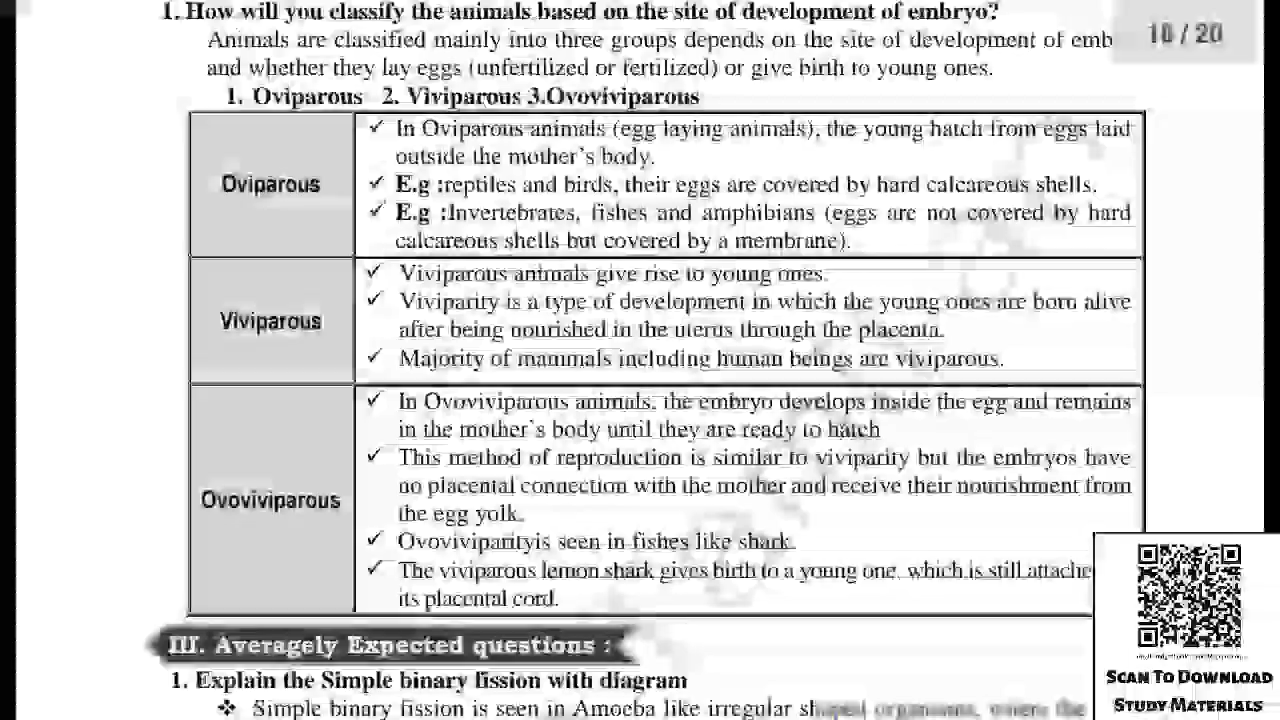 1. How will you classify the animals based on the site of development of embryo?
Animals are classified mainly into three groups depends on the site of development of emb
18 / 20
and whether they lay eggs (unfertilized or fertilized) or give birth to young ones.
1. Oviparous 2. Viviparous 3.Ovoviviparous
Oviparous
✓ In Oviparous animals (egg laying animals), the young hatch from eggs laid
outside the mother's body.
✓ E.g :reptiles and birds, their eggs are covered by hard calcareous shells.
✓ E.g :Invertebrates, fishes and amphibians (eggs are not covered by hard
calcareous shells but covered by a membrane).
Viviparous
✓ Viviparous animals give rise to young ones.
✓ Viviparity is a type of development in which the young ones are born alive
after being nourished in the uterus through the placenta.
✓ Majority of mammals including human beings are viviparous.
Ovoviviparous
✓ In Ovoviviparous animals, the embryo develops inside the egg and remains
in the mother's body until they are ready to hatch
✓ This method of reproduction is similar to viviparity but the embryos have
no placental connection with the mother and receive their nourishment from
the egg yolk.
✓ Ovoviviparityis seen in fishes like shark.
✓ The viviparous lemon shark gives birth to a young one, which is still attache
its placental cord.
III. Averagely Expected questions :
1. Explain the Simple binary fission with diagram
❖ Simple binary fission is seen in Amoeba like irregular shaped organisms, where the
SCAN TO DOWNLOAD
STUDY MATERIALS